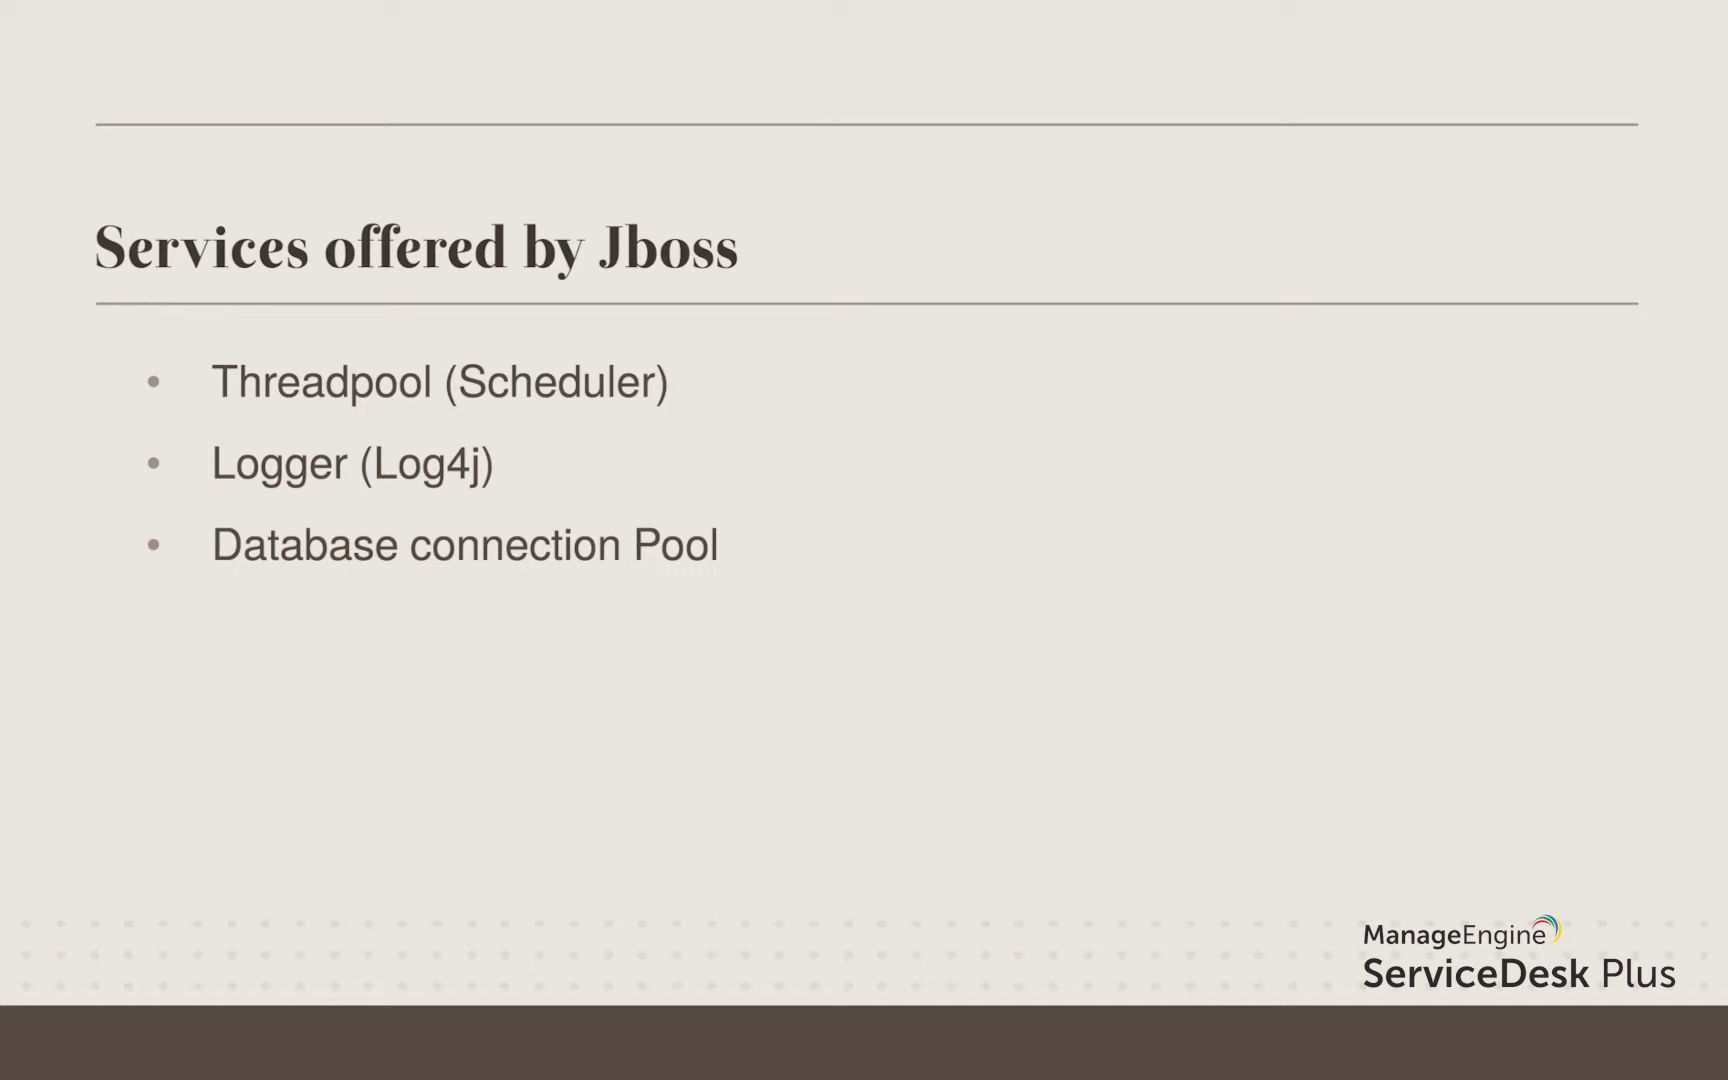 Services offered by Jboss
• Threadpool (Scheduler)
• Logger (Log4j)
• Database connection Pool
ManageEngine
ServiceDesk Plus